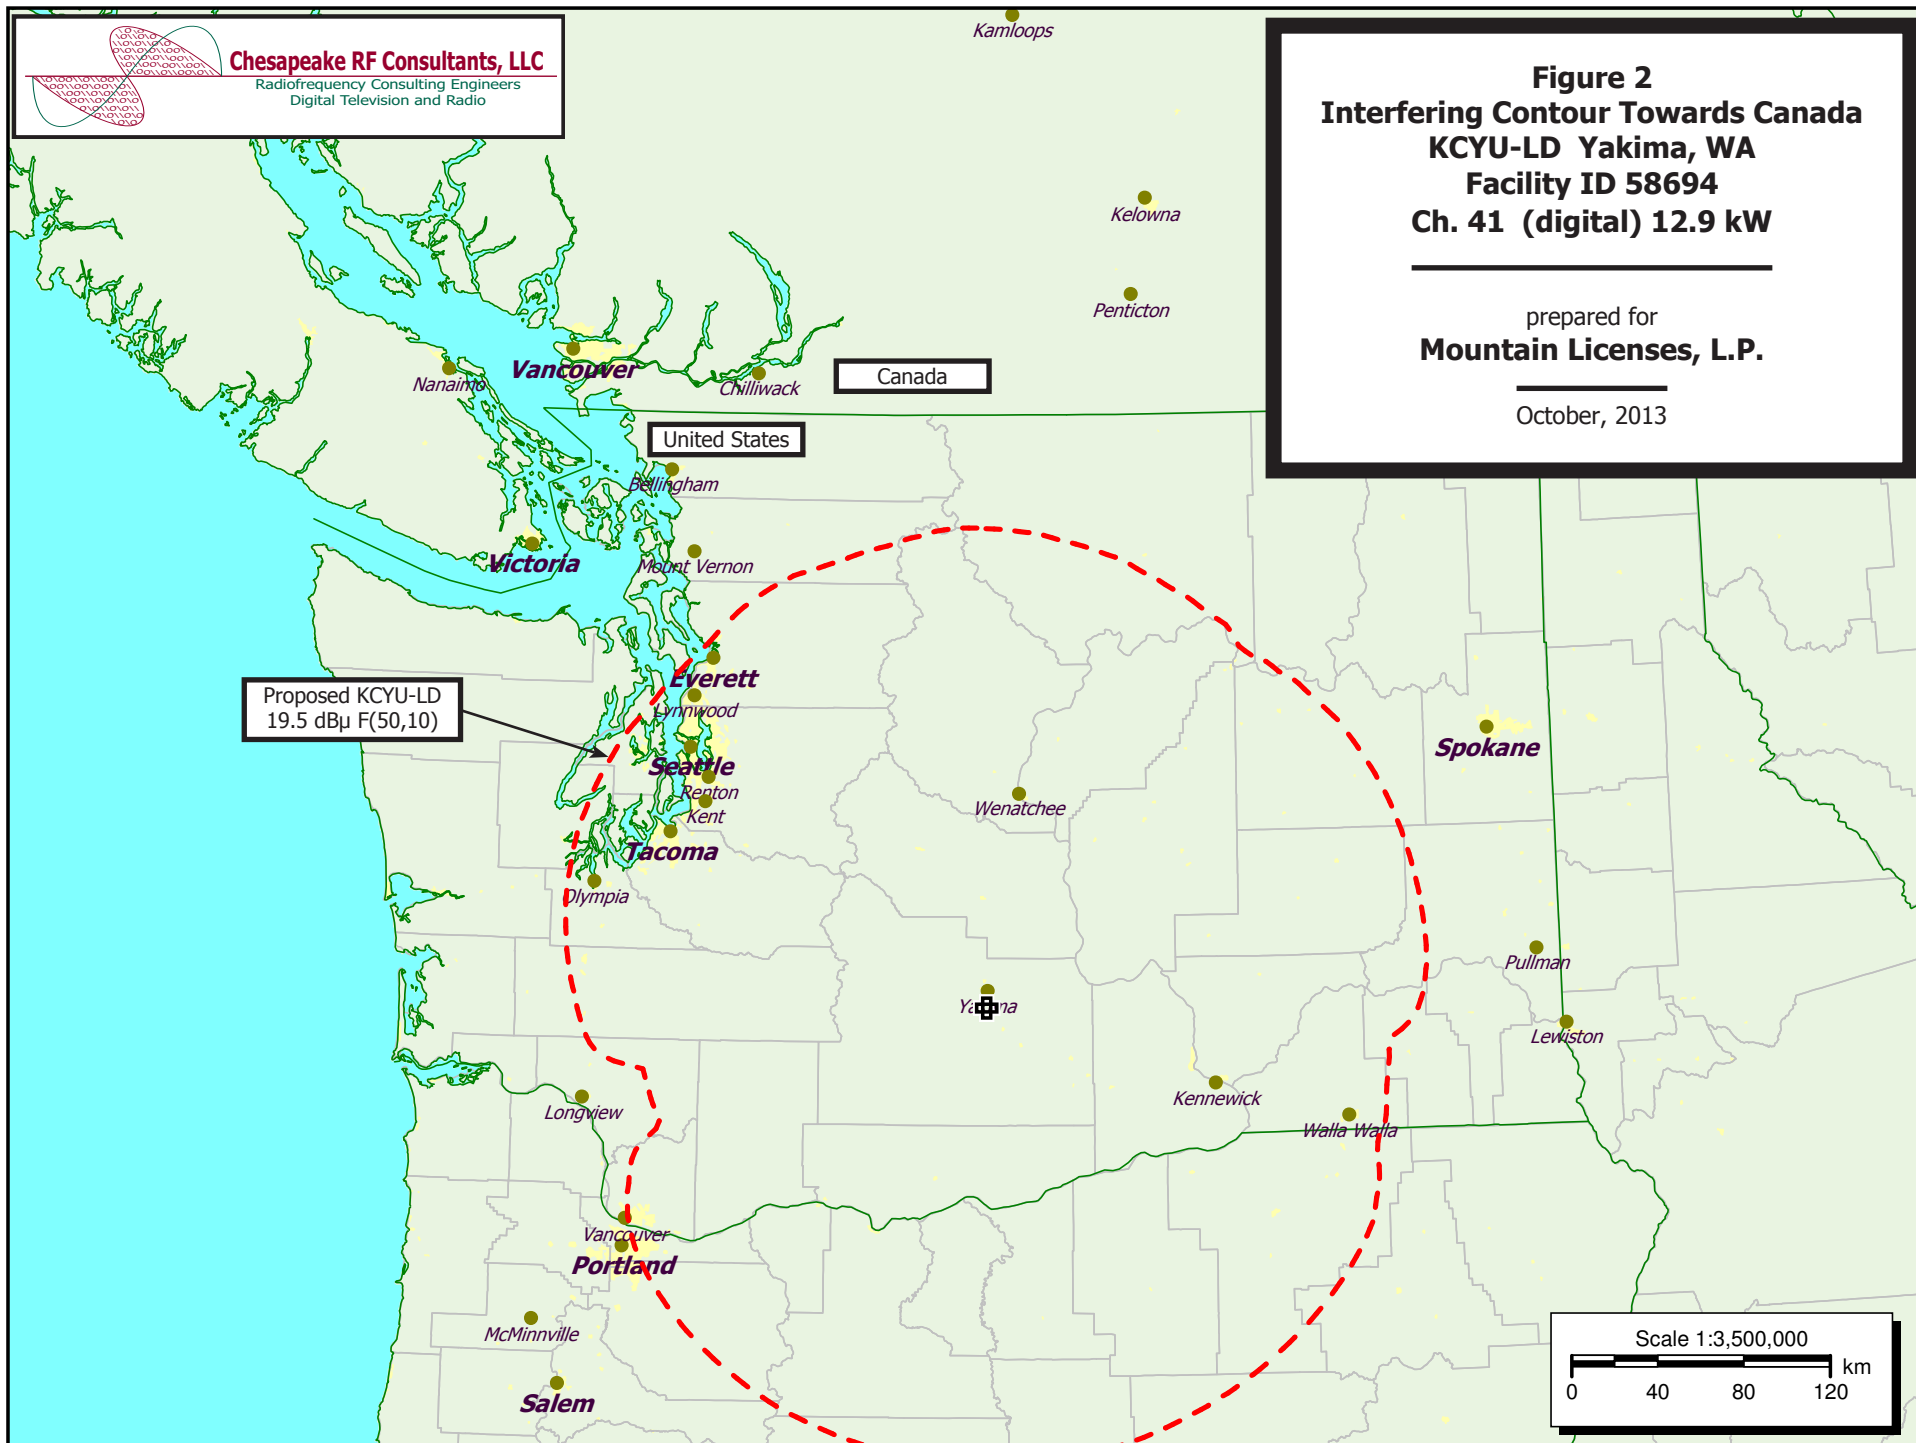 Chesapeake RF Consultants, LLC
Radiofrequency Consulting Engineers
Digital Television and Radio
Figure 2
Interfering Contour Towards Canada
KCYU-LD Yakima, WA
Facility ID 58694
Ch. 41 (digital) 12.9 kW
prepared for
Mountain Licenses, L.P.
October, 2013
Kamloops
Kelowna
Penticton
Vancouver
Nanaimo
Chilliwack
Canada
United States
Bellingham
Victoria
Mount Vernon
Everett
Lynnwood
Proposed KCYU-LD
19.5 dBµ F(50,10)
Seattle
Renton
Kent
Tacoma
Olympia
Wenatchee
Spokane
Yakima
Pullman
Lewiston
Kennewick
Walla Walla
Longview
Vancouver
Portland
McMinnville
Salem
Scale 1:3,500,000
km
0 40 80 120